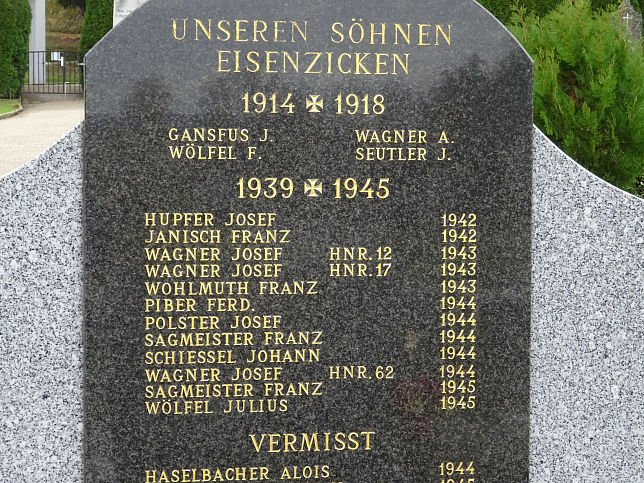 UNSEREN SÖHNEN
EISENZICKEN
1914 ✠ 1918
GANSFUS J. WAGNER A.
WÖLFEL F. SEUTLER J.
1939 ✠ 1945
HUPFER JOSEF 1942
JANISCH FRANZ 1942
WAGNER JOSEF HNR. 12 1943
WAGNER JOSEF HNR. 17 1943
WOHLMUTH FRANZ 1943
PIBER FERD. 1944
POLSTER JOSEF 1944
SAGMEISTER FRANZ 1944
SCHIESSEL JOHANN 1944
WAGNER JOSEF HNR. 62 1944
SAGMEISTER FRANZ 1945
WÖLFEL JULIUS 1945
VERMISST
HASELBACHER ALOIS 1944